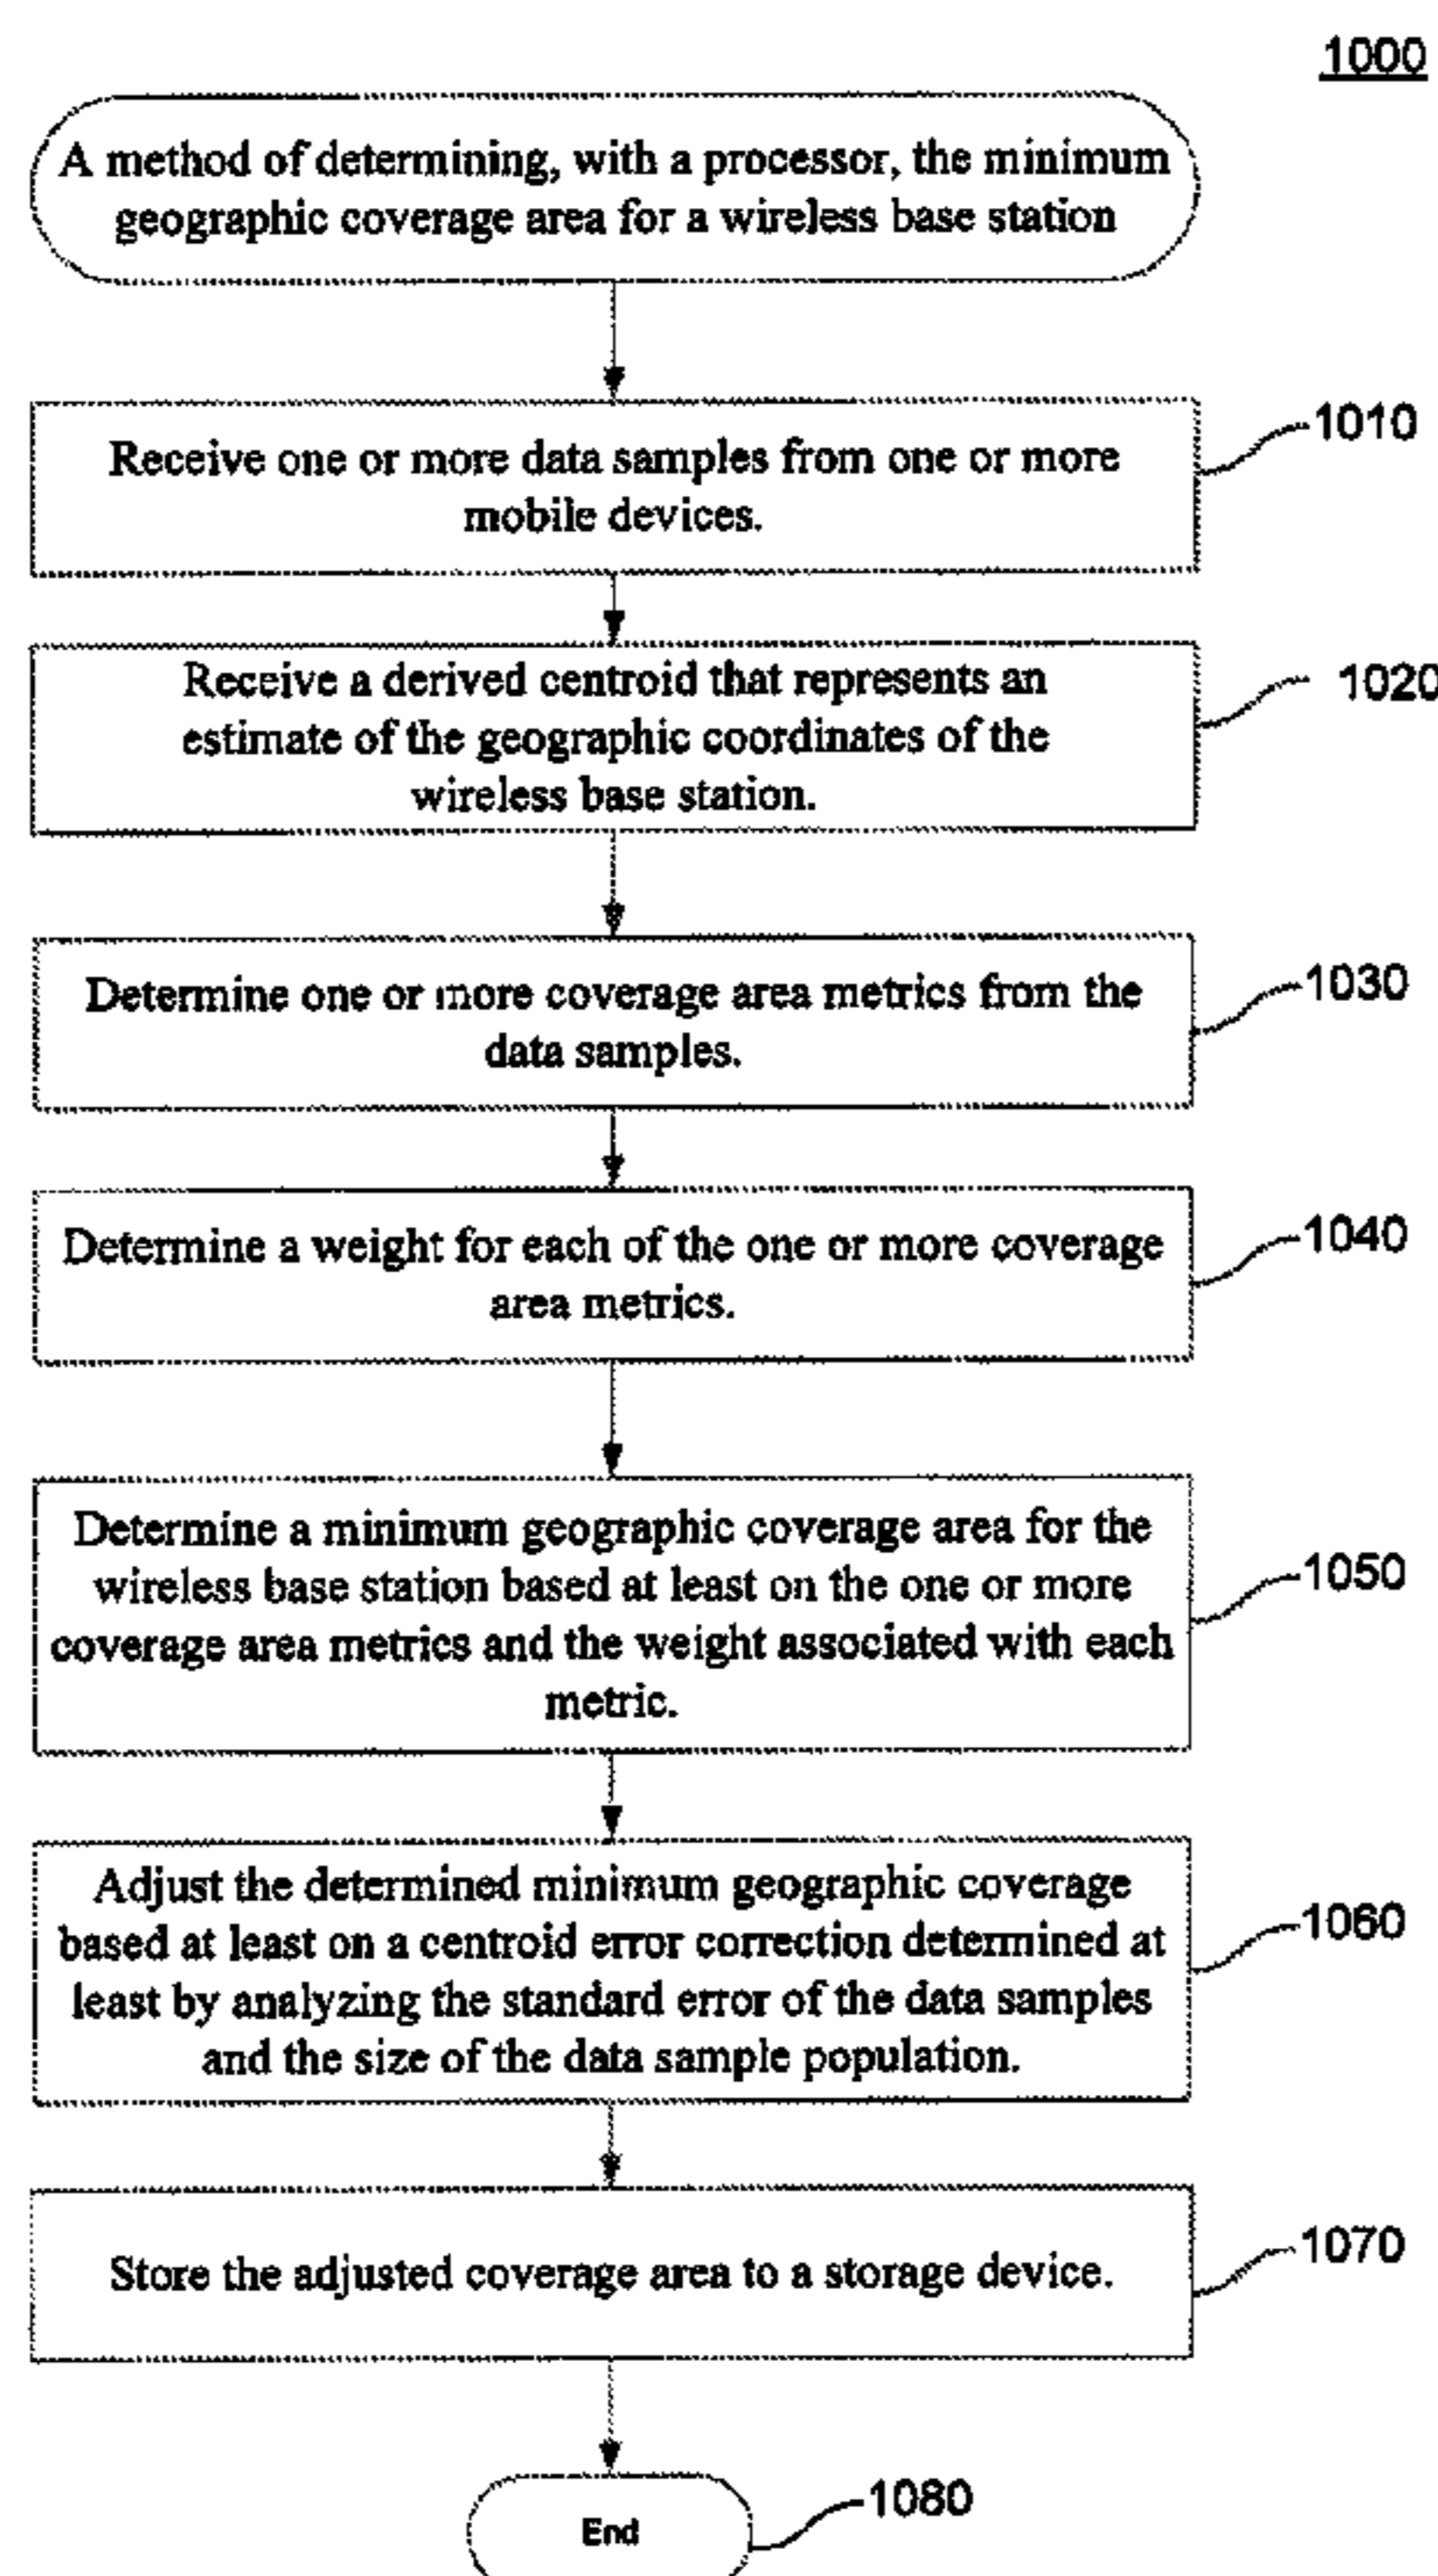 1000
A method of determining, with a processor, the minimum
geographic coverage area for a wireless base station
Receive one or more data samples from one or more
mobile devices.
1010
Receive a derived centroid that represents an
estimate of the geographic coordinates of the
wireless base station.
1020
Determine one or more coverage area metrics from the
data samples.
1030
Determine a weight for each of the one or more coverage
area metrics.
1040
Determine a minimum geographic coverage area for the
wireless base station based at least on the one or more
coverage area metrics and the weight associated with each
metric.
1050
Adjust the determined minimum geographic coverage
based at least on a centroid error correction determined at
least by analyzing the standard error of the data samples
and the size of the data sample population.
1060
Store the adjusted coverage area to a storage device.
1070
End
1080